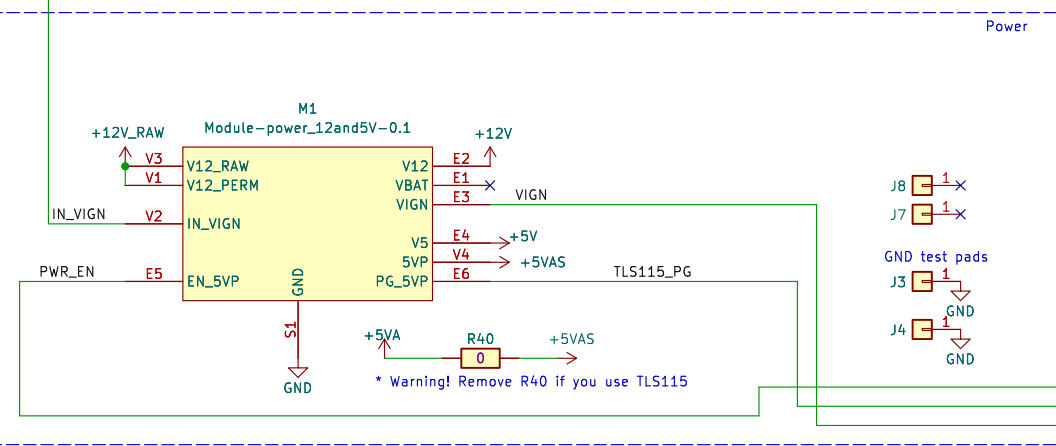 Power
M1
Module-power_12and5V-0.1
+12V_RAW
+12V
V3 V12_RAW V12 E2
V1 V12_PERM VBAT E1
J8 1
VIGN E3 VIGN
J7 1
IN_VIGN V2 IN_VIGN
V5 E4 +5V
5VP V4 +5VAS
GND test pads
PWR_EN E5 EN_5VP GND PG_5VP E6 TLS115_PG
J3 1
GND
S1
J4 1
GND
+5VA R40 +5VAS
0
GND
* Warning! Remove R40 if you use TLS115